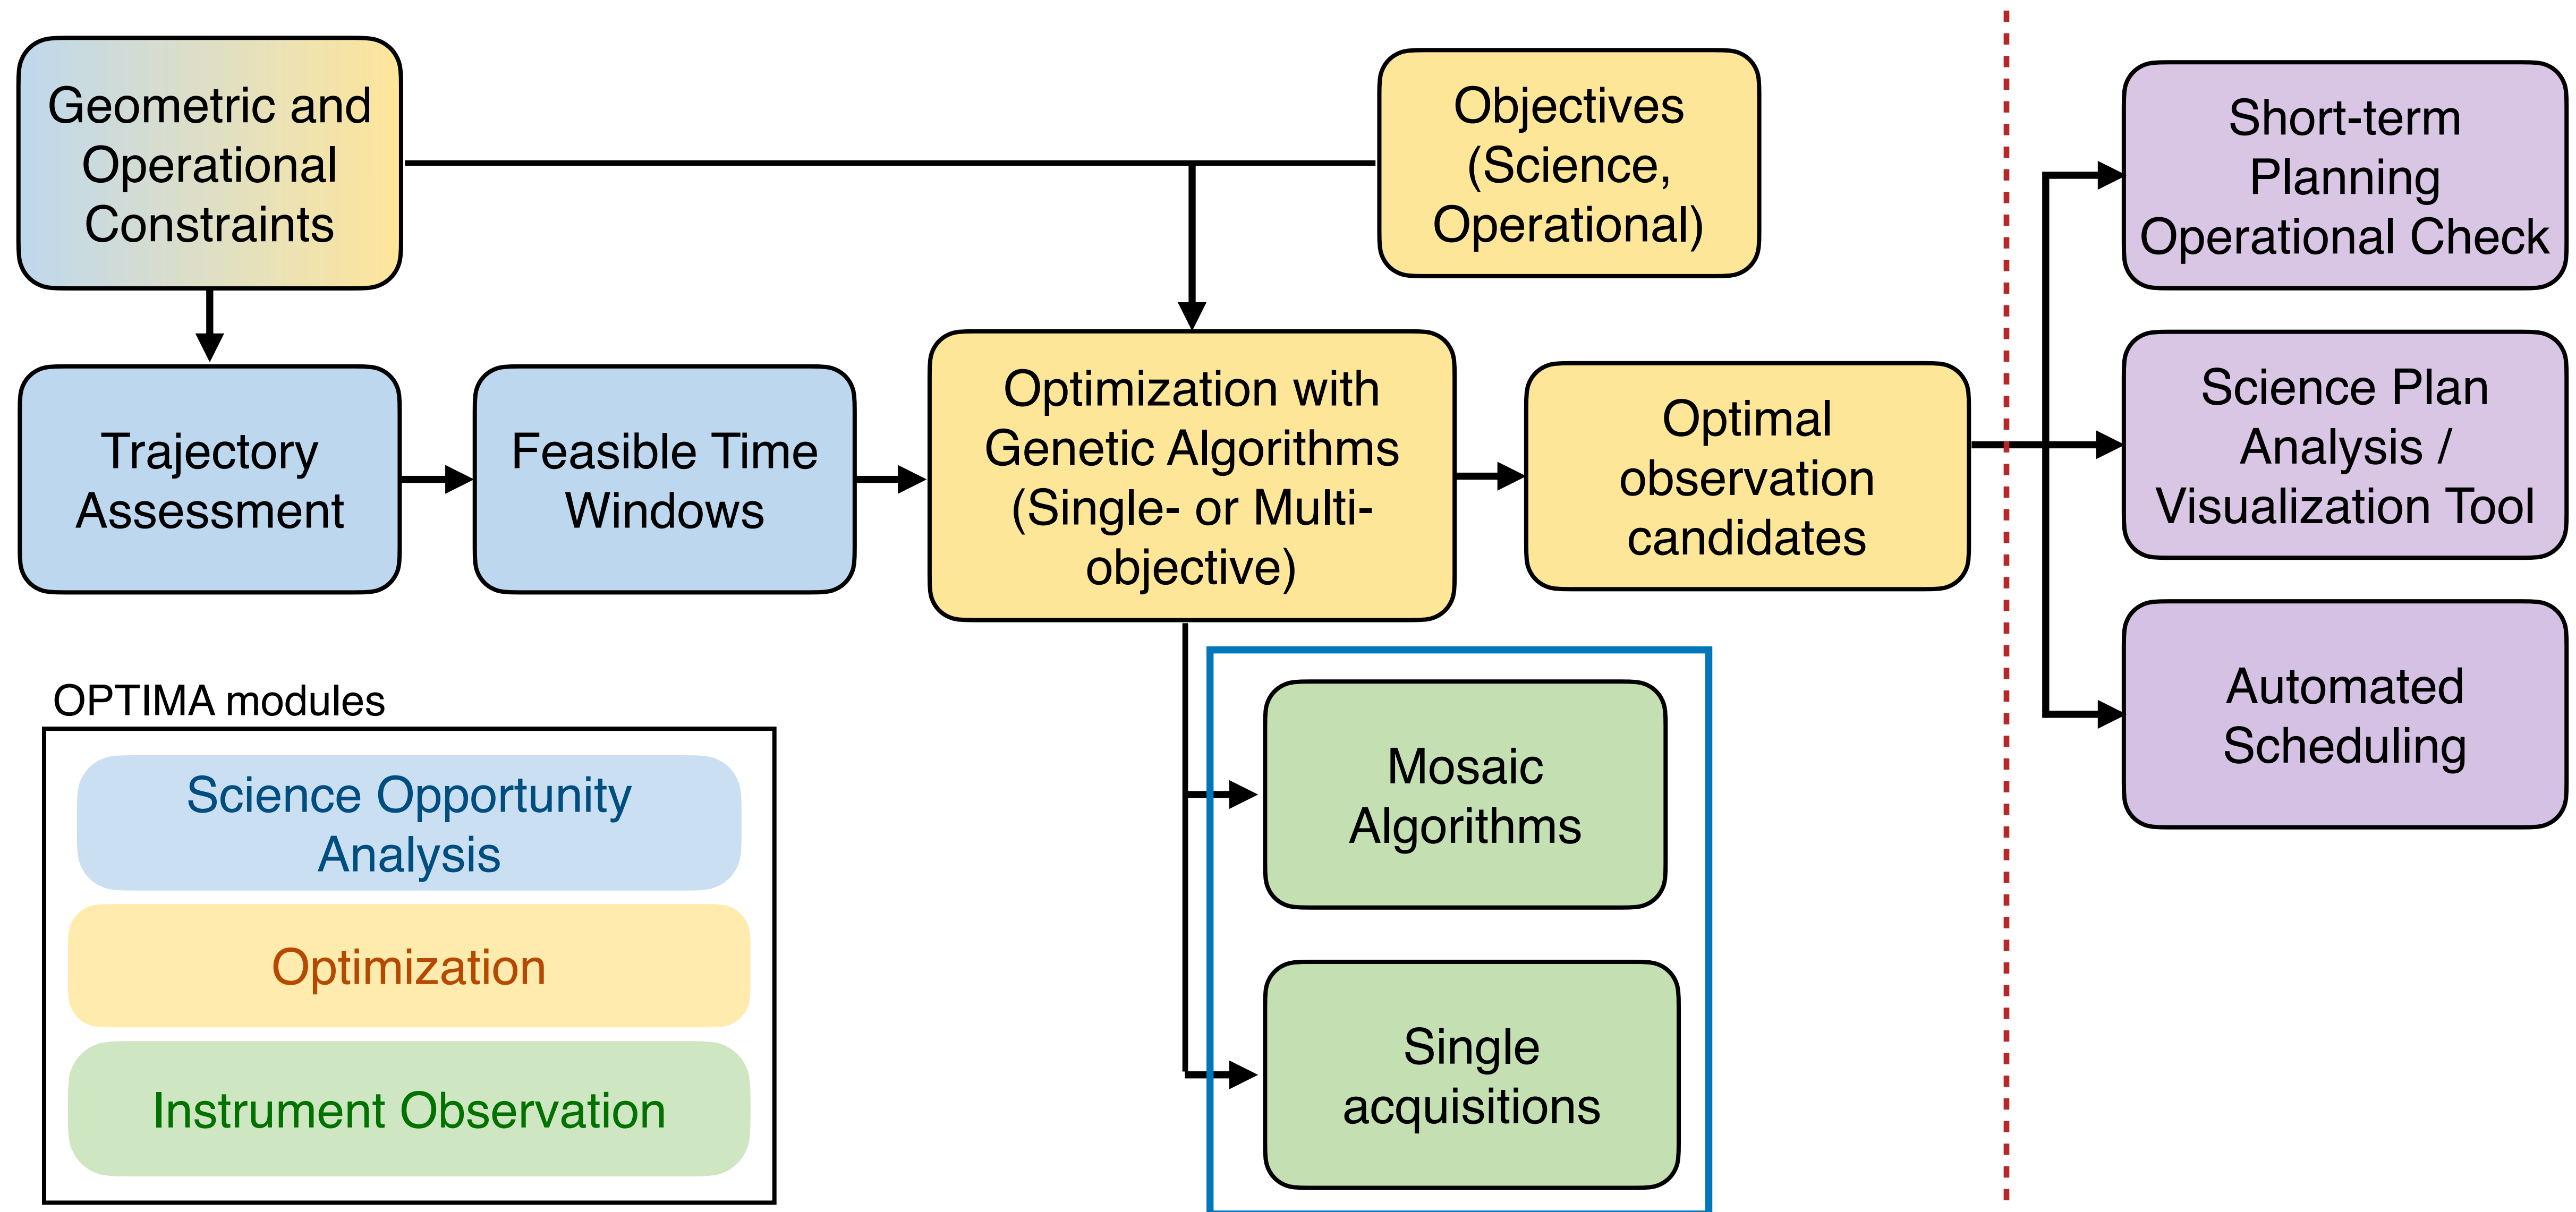 Geometric and
Operational
Constraints
Objectives
(Science,
Operational)
Short-term
Planning
Operational Check
Trajectory
Assessment
Feasible Time
Windows
Optimization with
Genetic Algorithms
(Single- or Multi-
objective)
Optimal
observation
candidates
Science Plan
Analysis /
Visualization Tool
Automated
Scheduling
Mosaic
Algorithms
Single
acquisitions
OPTIMA modules
Science Opportunity
Analysis
Optimization
Instrument Observation